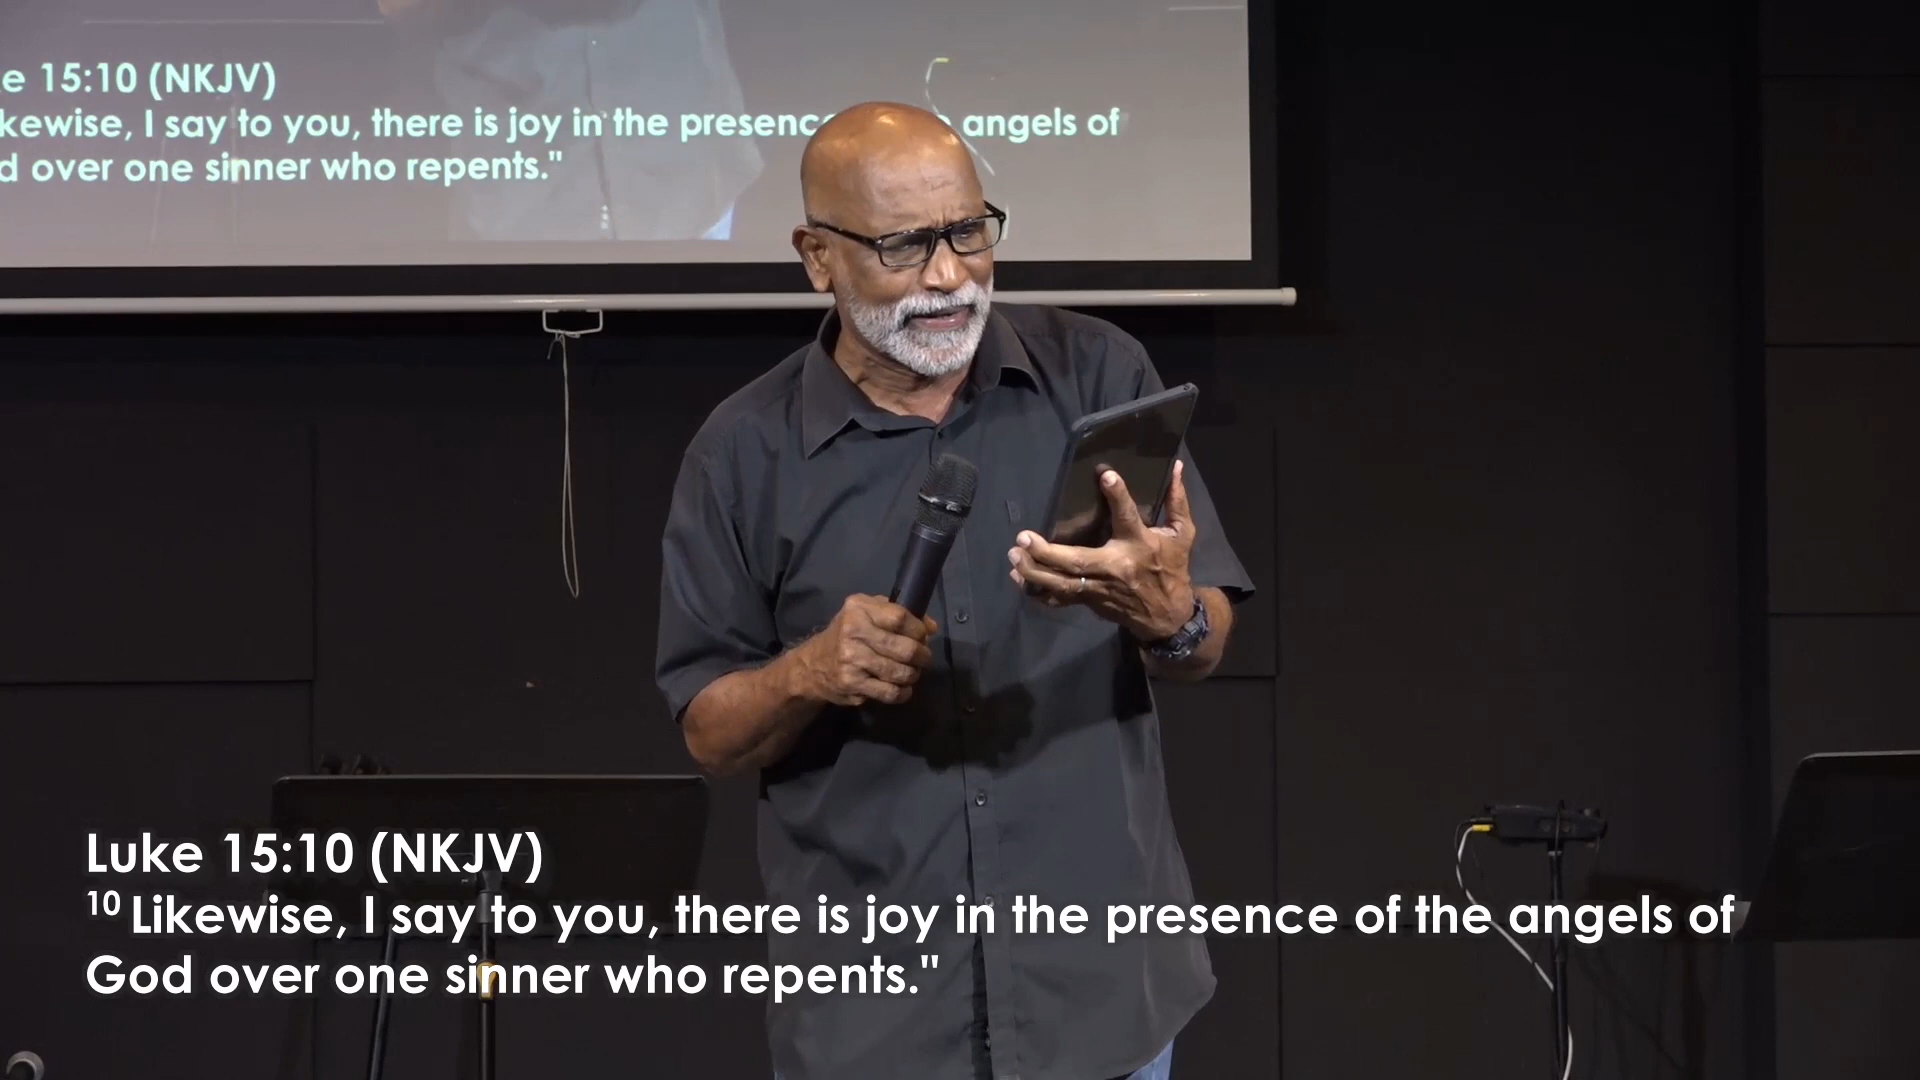 e 15:10 (NKJV)
kewise, I say to you, there is joy in the presenc angels of
d over one sinner who repents."
Luke 15:10 (NKJV)
10 Likewise, I say to you, there is joy in the presence of the angels of
God over one sinner who repents."